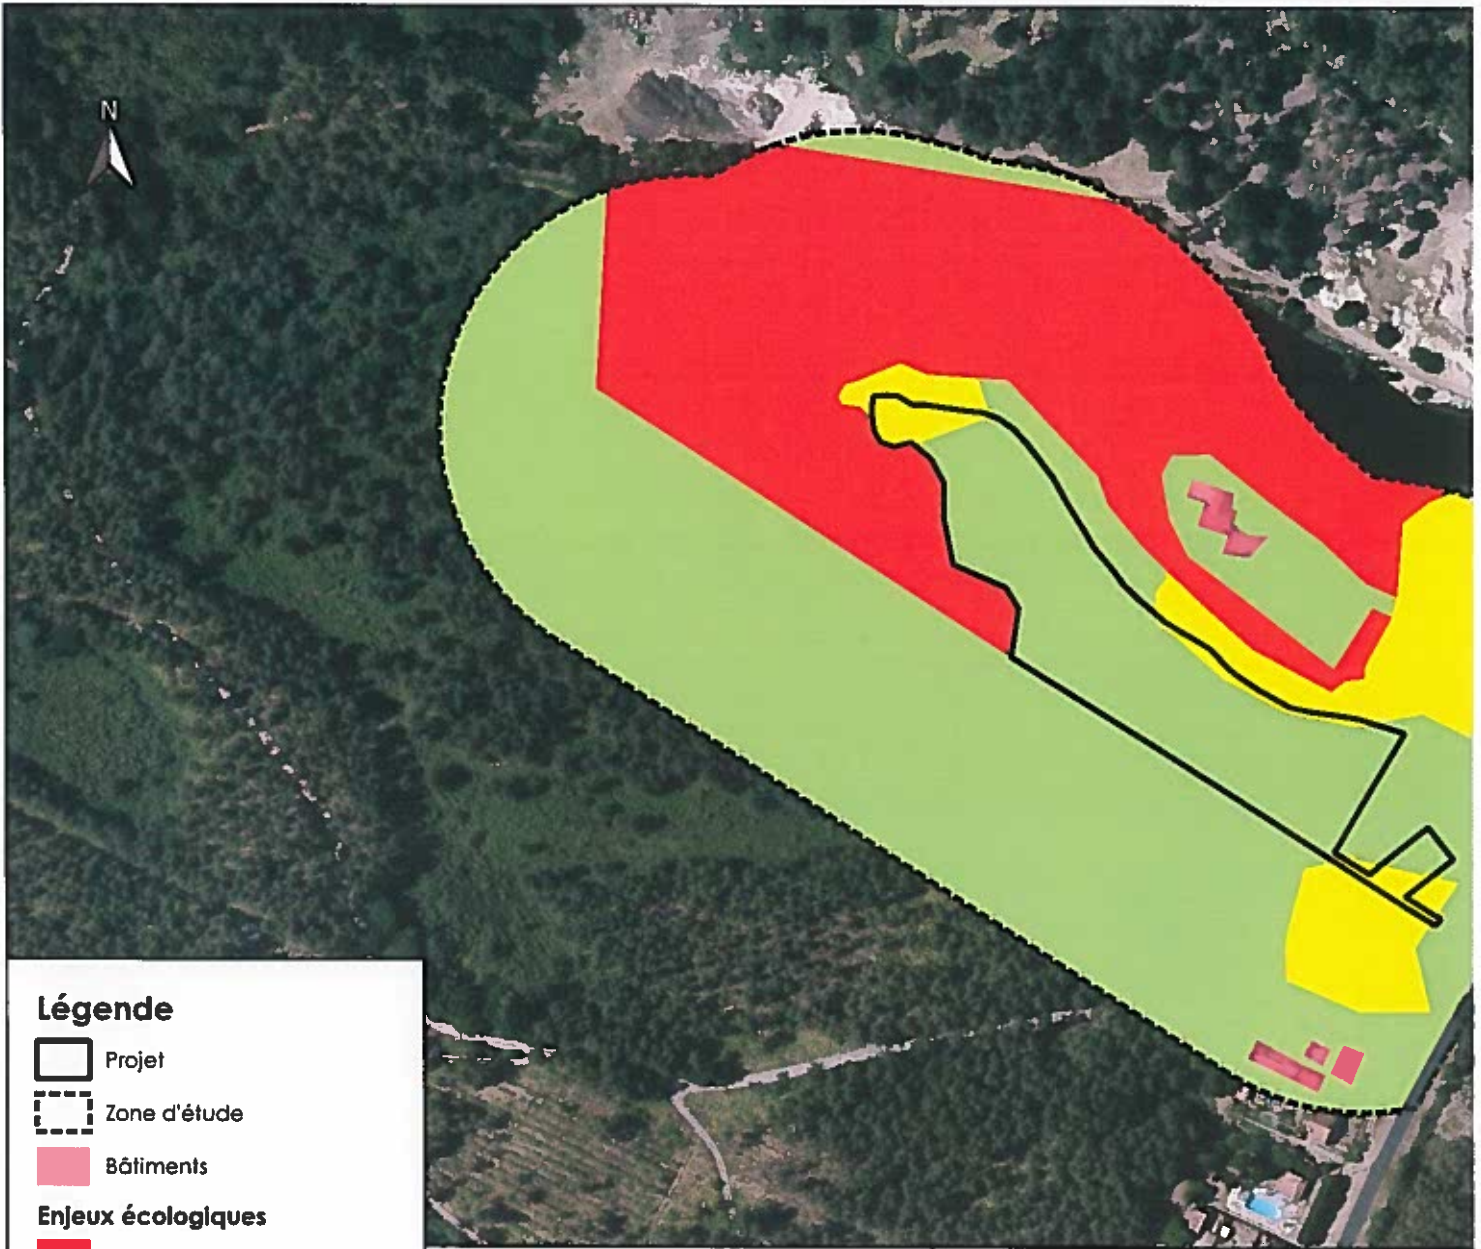 N
Légende
Projet
Zone d'étude
Bâtiments
Enjeux écologiques